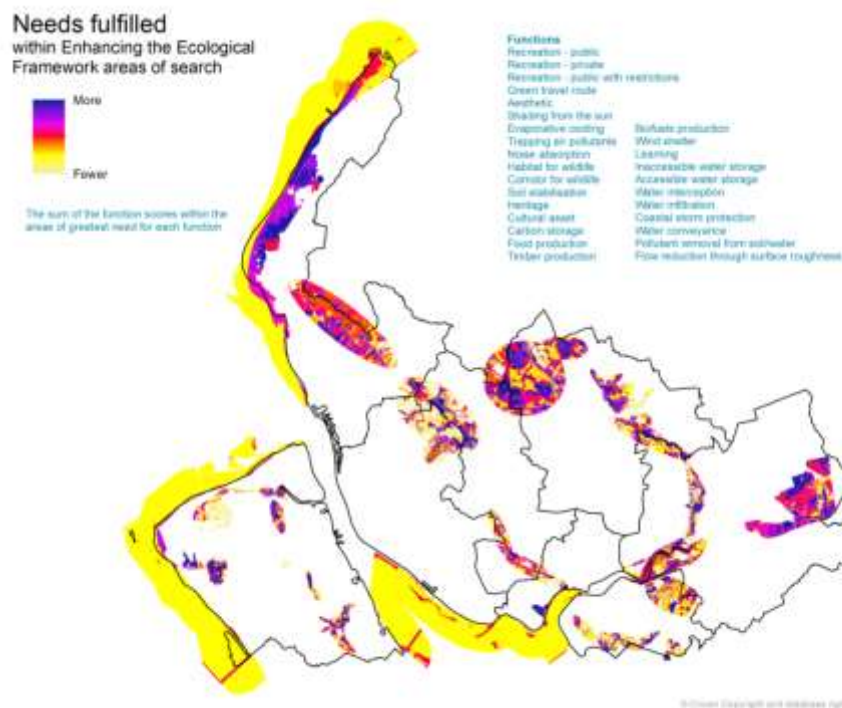 Needs fulfilled
within Enhancing the Ecological
Framework areas of search
More
Fewer
The sum of the function scores within the
areas of greatest need for each function
Functions
Recreation - public
Recreation - private
Recreation - public with restrictions
Green travel route
Aesthetic
Shading from the sun
Evaporative cooling
Trapping air pollutants
Noise absorption
Habitat for wildlife
Corridor for wildlife
Soil stabilisation
Heritage
Cultural asset
Carbon storage
Food production
Timber production
Biofuels production
Wind shelter
Learning
Inaccessible water storage
Accessible water storage
Water interception
Water infiltration
Coastal storm protection
Water conveyance
Pollutant removal from soil/water
Flow reduction through surface roughness
© Crown Copyright and database righ